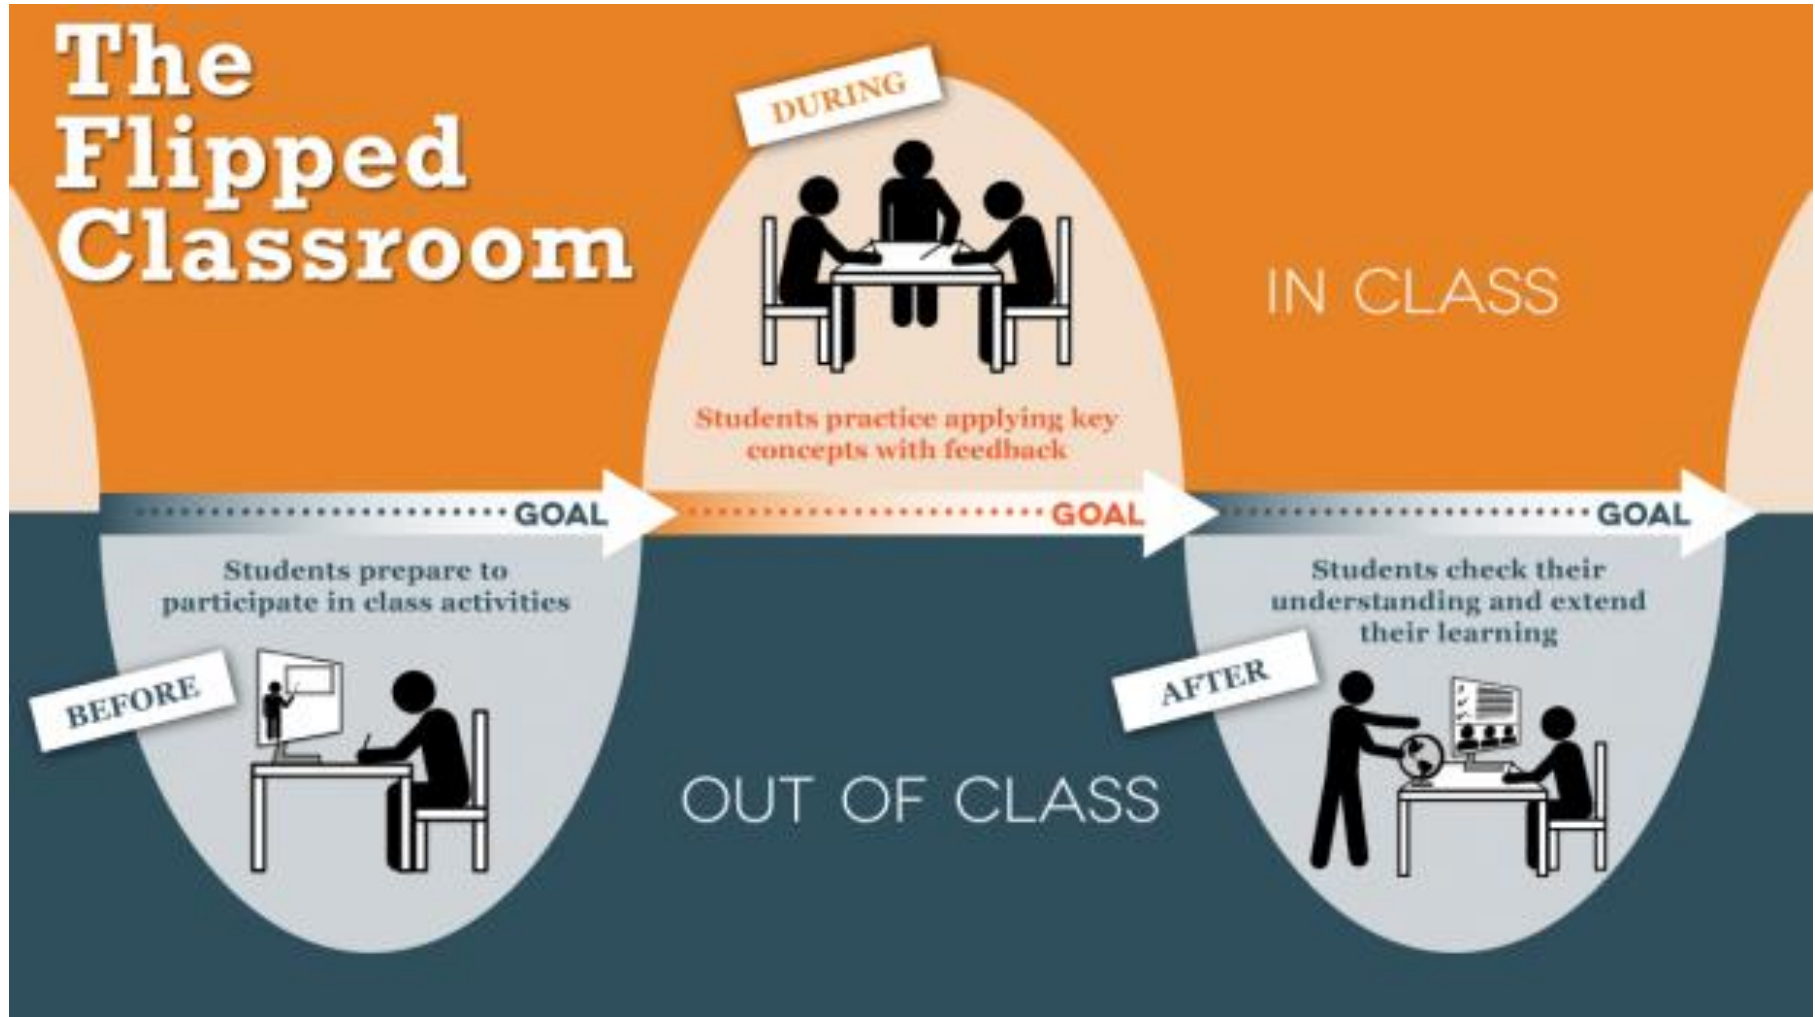 The
Flipped
Classroom
DURING
IN CLASS
Students practice applying key
concepts with feedback
GOAL
GOAL
GOAL
Students prepare to
participate in class activities
BEFORE
Students check their
understanding and extend
their learning
AFTER
OUT OF CLASS